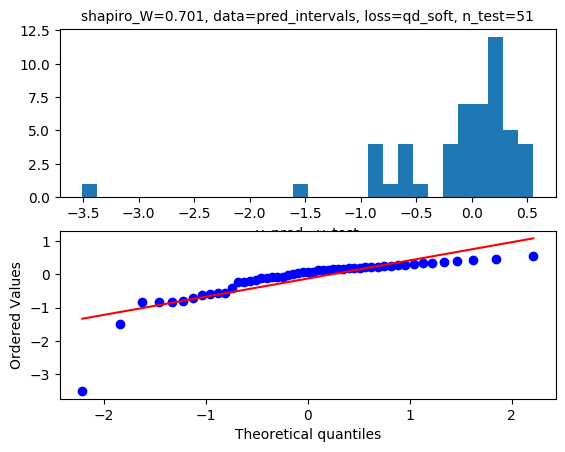 shapiro_W=0.701, data=pred_intervals, loss=qd_soft, n_test=51
12.5
10.0
7.5
5.0
2.5
0.0
−3.5 −3.0 −2.5 −2.0 −1.5 −1.0 −0.5 0.0 0.5
1
0
−1
−2
−3
Ordered Values
−2 −1 0 1 2
Theoretical quantiles